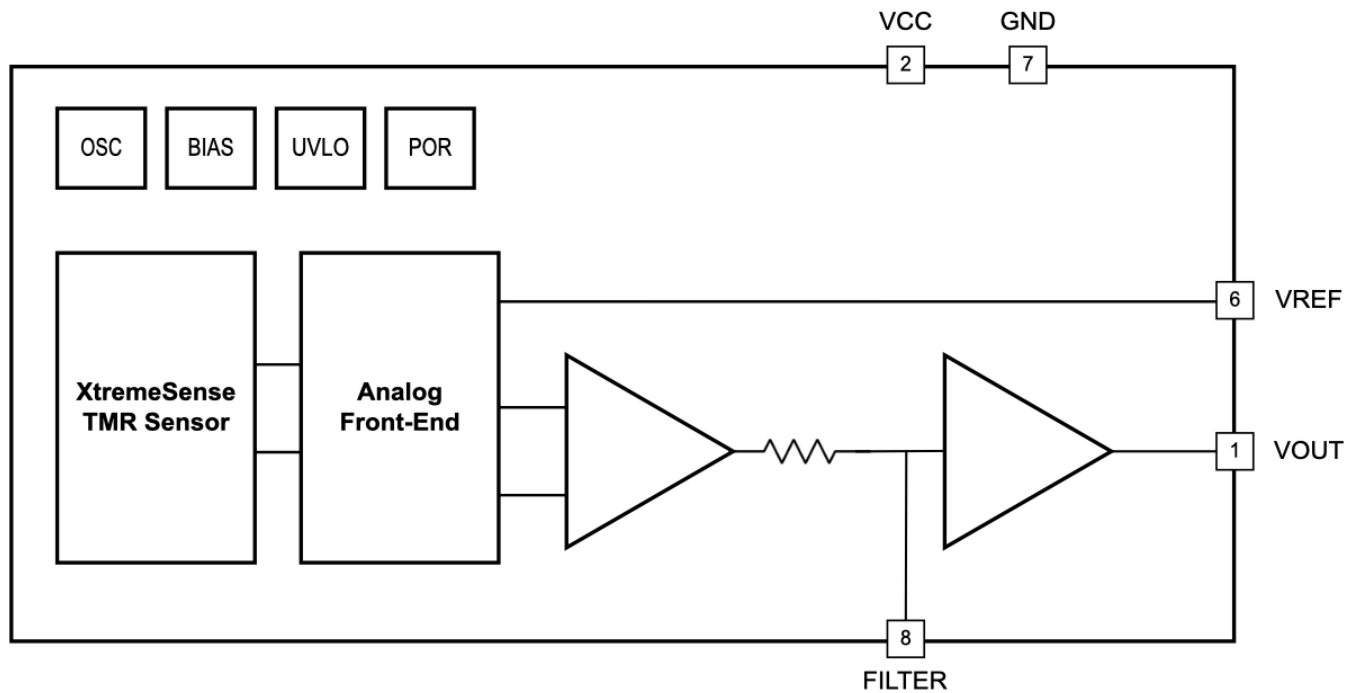 VCC
GND
2
7
OSC
BIAS
UVLO
POR
6
VREF
XtremeSense
TMR Sensor
Analog
Front-End
1
VOUT
8
FILTER